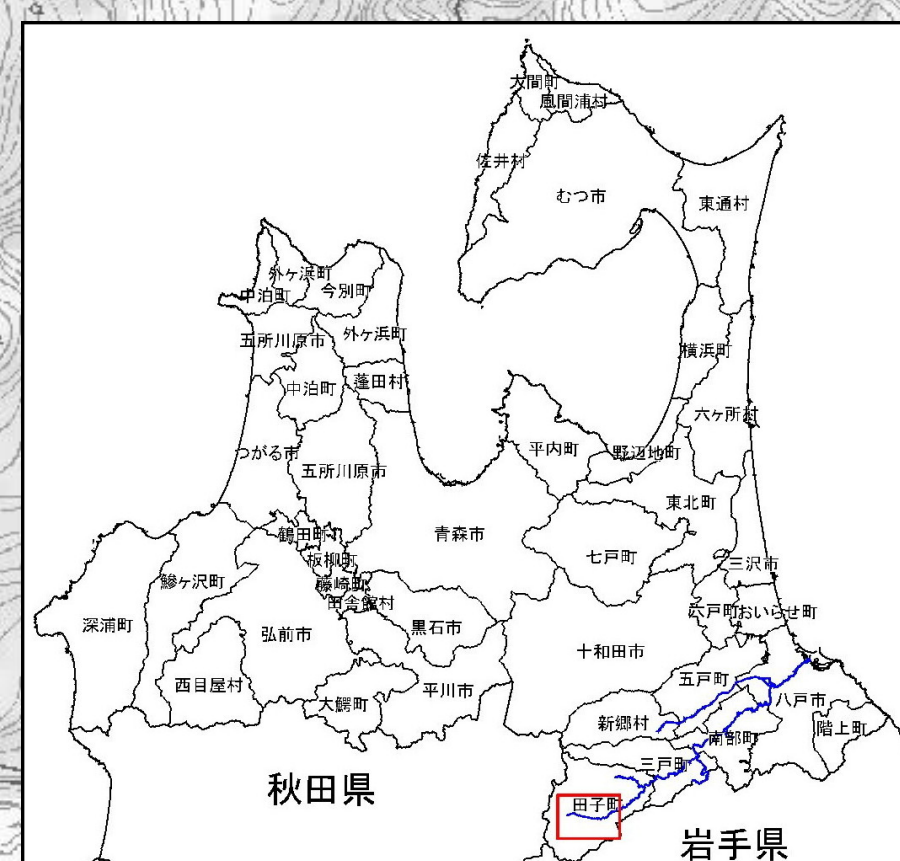 大間町
風間浦村
佐井村
むつ市
東通村
外ヶ浜町
中泊町
今別町
五所川原市
外ヶ浜町
横浜町
中泊町
蓬田村
六ヶ所村
つがる市
平内町
野辺地町
五所川原市
東北町
鶴田町
青森市
板柳町
七戸町
三沢市
鰺ヶ沢町
藤崎町
田舎館村
六戸町
おいらせ町
深浦町
弘前市
黒石市
十和田市
五戸町
西目屋村
平川市
大鰐町
八戸市
新郷村
階上町
南部町
三戸町
秋田県
田子町
岩手県